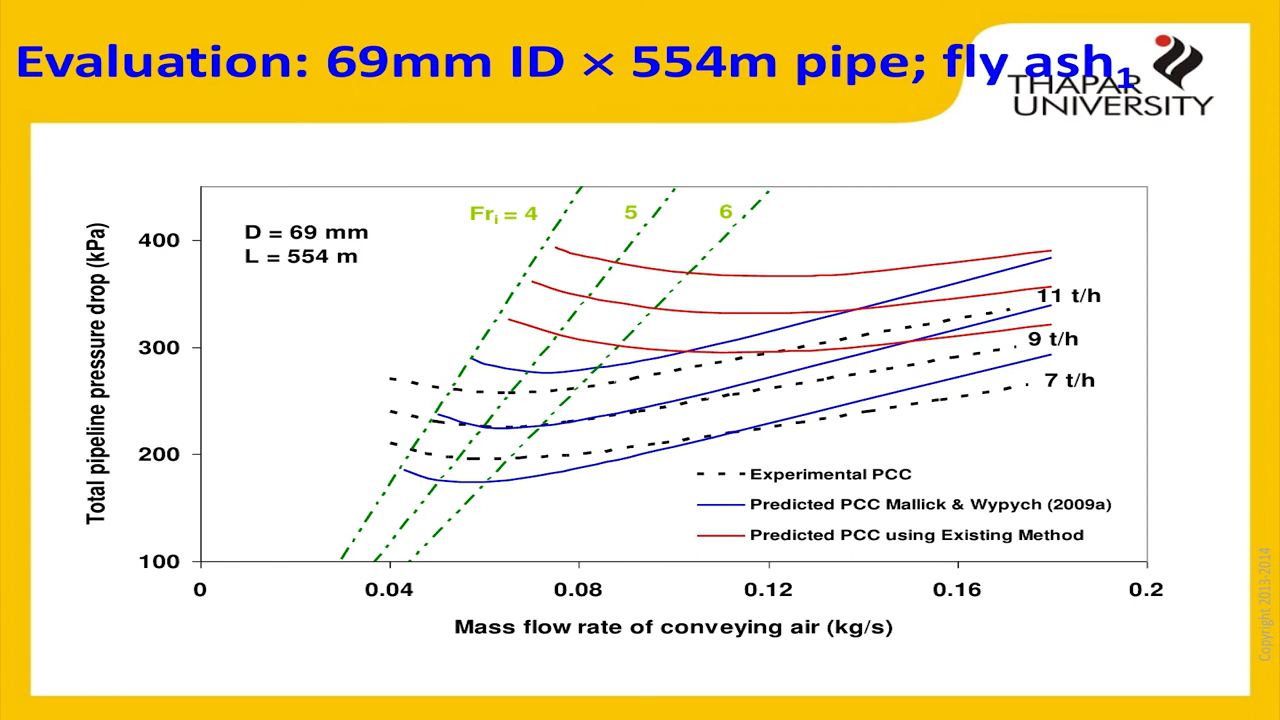 Evaluation: 69mm ID × 554m pipe; fly ash₁
THAPAR
UNIVERSITY
Total pipeline pressure drop (kPa)
400
300
200
100
D = 69 mm
L = 554 m
Frᵢ = 4
5
6
11 t/h
9 t/h
7 t/h
Experimental PCC
Predicted PCC Mallick & Wypych (2009a)
Predicted PCC using Existing Method
0
0.04
0.08
0.12
0.16
0.2
Mass flow rate of conveying air (kg/s)
Copyright 2013-2014